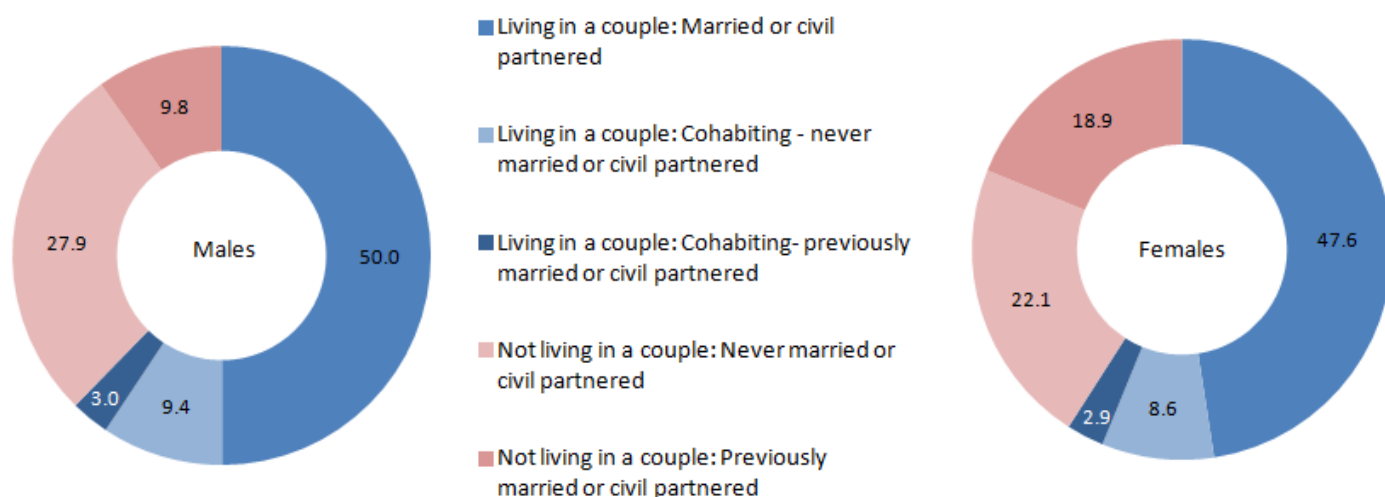 9.8
27.9
Males
50.0
3.0
9.4
Living in a couple: Married or civil
partnered
Living in a couple: Cohabiting - never
married or civil partnered
Living in a couple: Cohabiting- previously
married or civil partnered
Not living in a couple: Never married or
civil partnered
Not living in a couple: Previously
married or civil partnered
18.9
47.6
Females
22.1
2.9
8.6